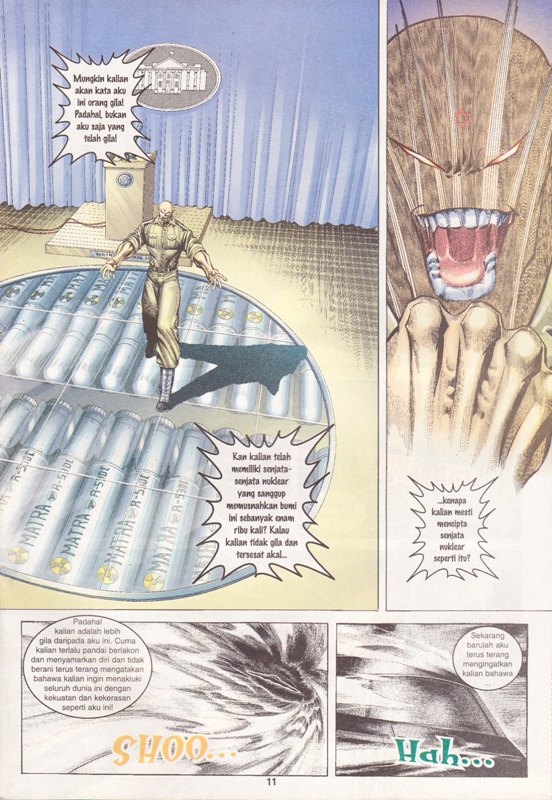 Mungkin kalian
akan kata aku
ini orang gila!
Padahal, bukan
aku saja yang
telah gila!
Kan kalian telah
memiliki senjata-
senjata nuklear
yang sanggup
memusnahkan bumi
ini sebanyak enam
ribu kali? Kalau
kalian tidak gila dan
tersesat akal...
...kenapa
kalian mesti
mencipta
senjata
nuklear
seperti itu?
MATRA
MATRA
MATRA
MATRA
Padahal
kalian adalah lebih
gila daripada aku ini. Cuma
kalian terlalu pandai berlakon
dan menyamarkan diri dan tidak
berani terus terang mengatakan
bahawa kalian ingin menakluki
seluruh dunia ini dengan
kekuatan dan kekerasan
seperti aku ini!
SHOO...
Sekarang
barulah aku
terus terang
mengingatkan
kalian bahawa
...
Hah...
11